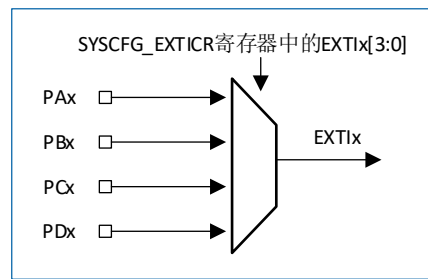 SYSCFG_EXTICR寄存器中的EXTIx[3:0]
PAx
PBx
EXTIx
PCx
PDx